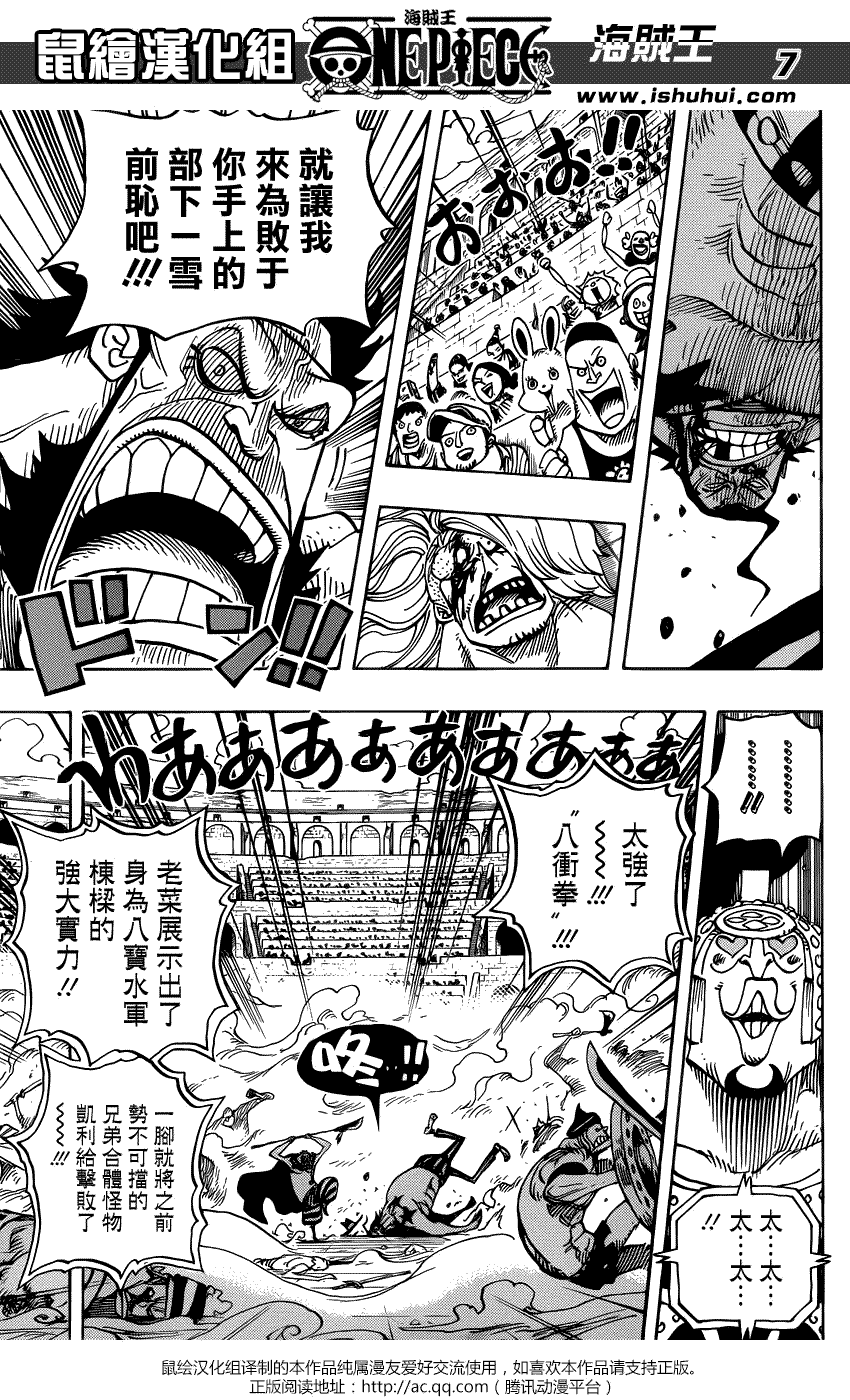 鼠繪漢化組
海賊王
ONE PIECE
海賊王
7
www.ishuhui.com
おおお!!
就讓我
來為敗于
你手上的
部下一雪
前恥吧!!!
ドン!!
………
………!!
太…太…
太…太…
!!
わああああああああ
太強了
~~~!!!
"八衝拳"!!!
老菜展示出了
身為八寶水軍
棟樑的
強大實力!!
咚…!!
一腳就將之前
勢不可擋的
兄弟合體怪物
凱利給擊敗了
~~~!!!
鼠绘汉化组译制的本作品纯属漫友爱好交流使用，如喜欢本作品请支持正版。
正版阅读地址：http://ac.qq.com（腾讯动漫平台）